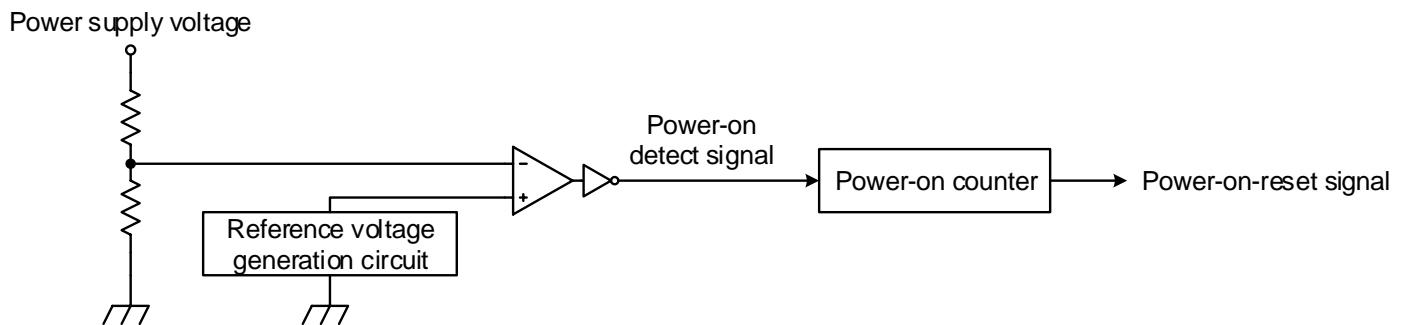 Power supply voltage
Power-on
detect signal
-
+
Power-on counter
Power-on-reset signal
Reference voltage
generation circuit